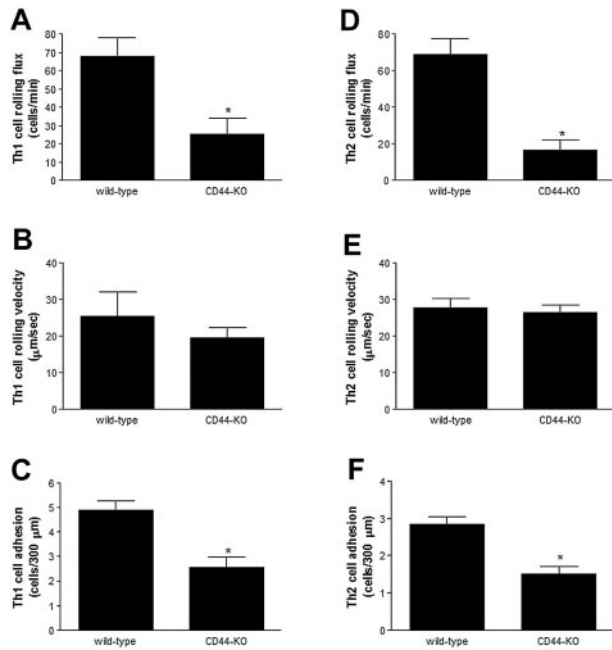 A
Th1 cell rolling flux
(cells/min)
80
70
60
50
40
30
20
10
0
*
wild-type
CD44-KO
D
Th2 cell rolling flux
(cells/min)
80
60
40
20
0
*
wild-type
CD44-KO
B
Th1 cell rolling velocity
(µm/sec)
40
30
20
10
0
wild-type
CD44-KO
E
Th2 cell rolling velocity
(µm/sec)
40
30
20
10
0
wild-type
CD44-KO
C
Th1 cell adhesion
(cells/300 µm)
6
5
4
3
2
1
0
*
wild-type
CD44-KO
F
Th2 cell adhesion
(cells/300 µm)
4
3
2
1
0
*
wild-type
CD44-KO